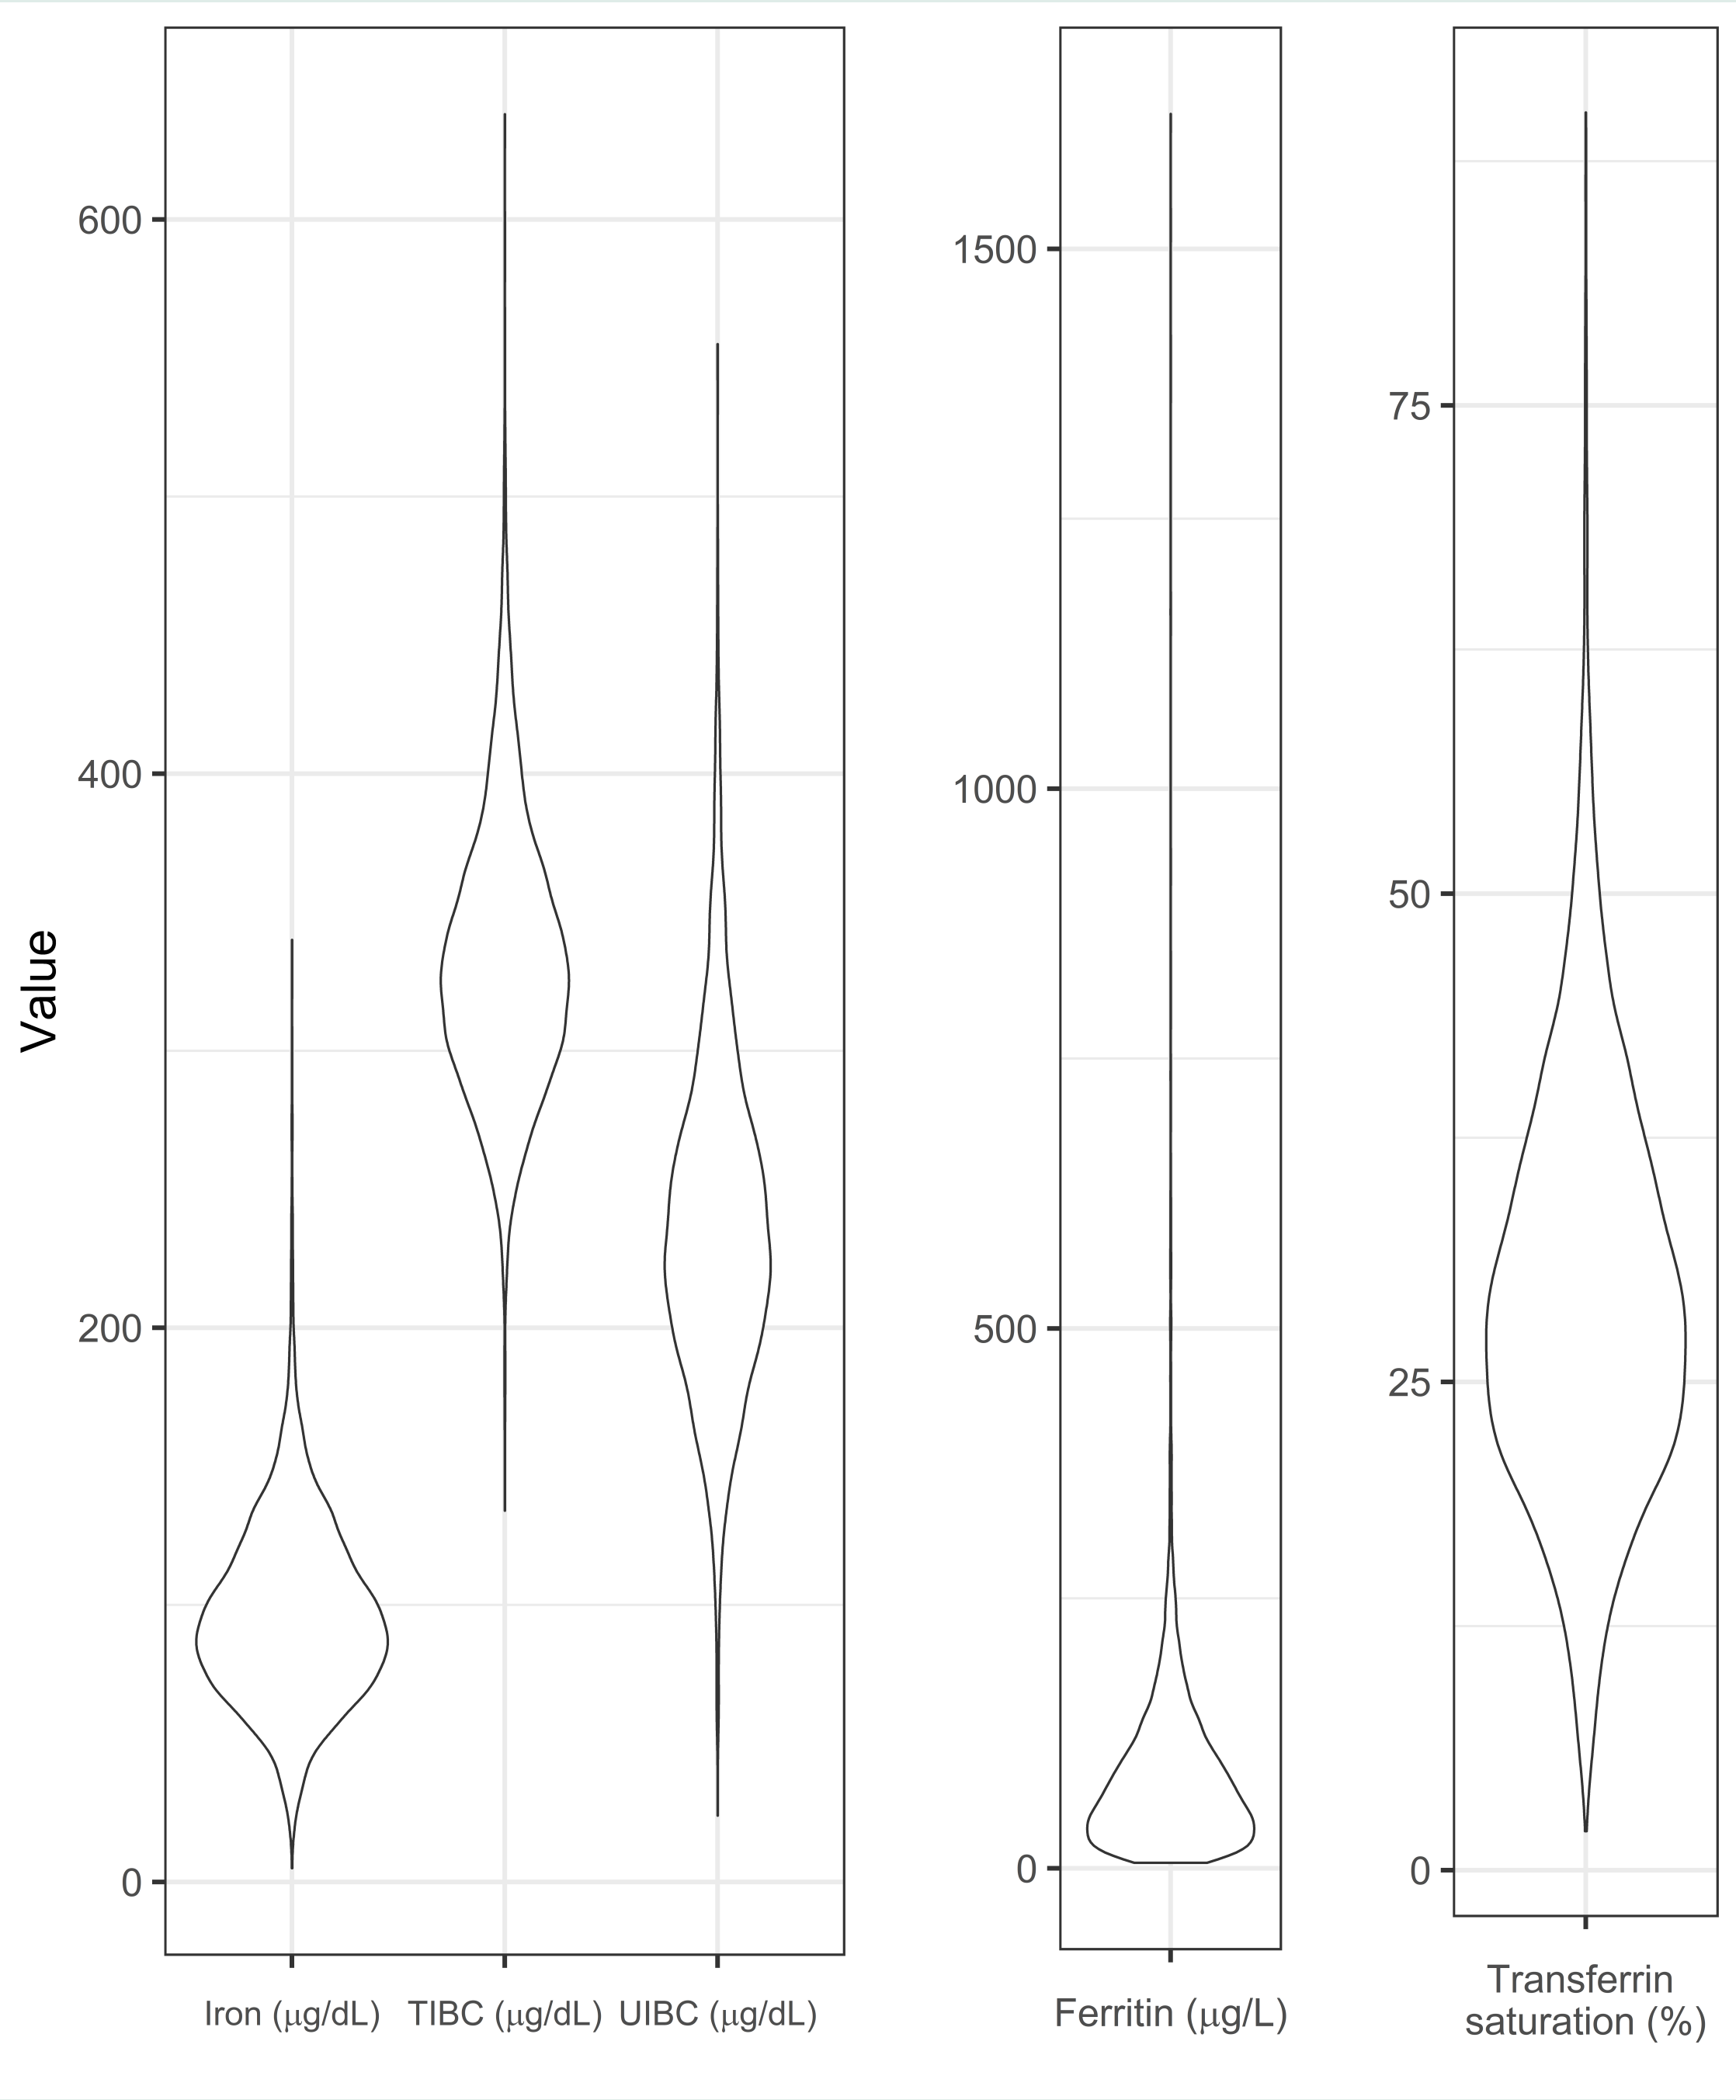 Value
600
400
200
0
Iron (µg/dL) TIBC (µg/dL) UIBC (µg/dL)
1500
1000
500
0
Ferritin (µg/L)
75
50
25
0
Transferrin
saturation (%)